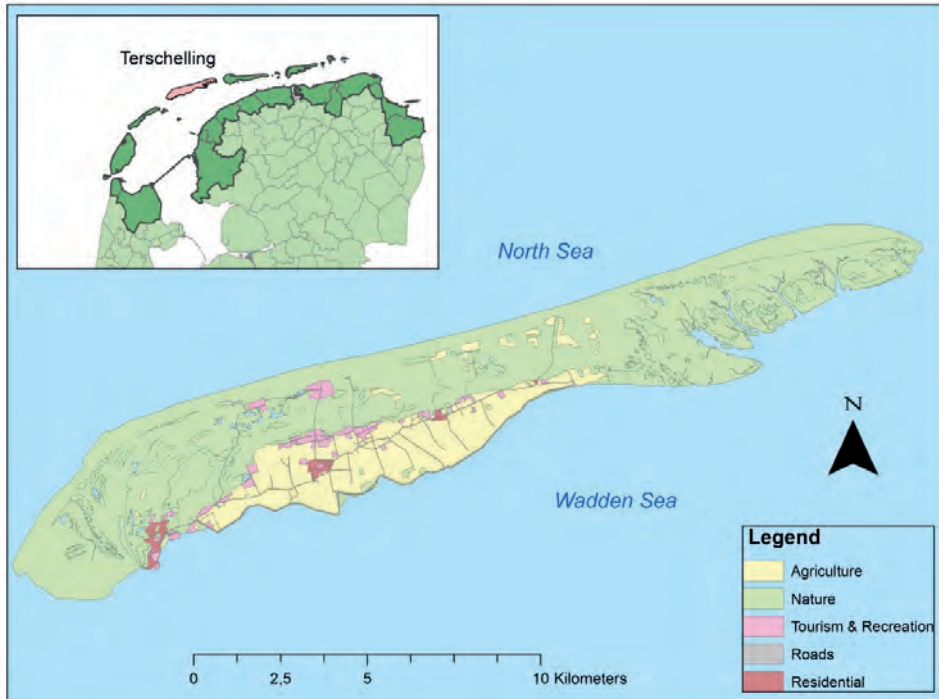 Terschelling
North Sea
N
Wadden Sea
Legend
Agriculture
Nature
Tourism & Recreation
Roads
Residential
0 2,5 5 10 Kilometers